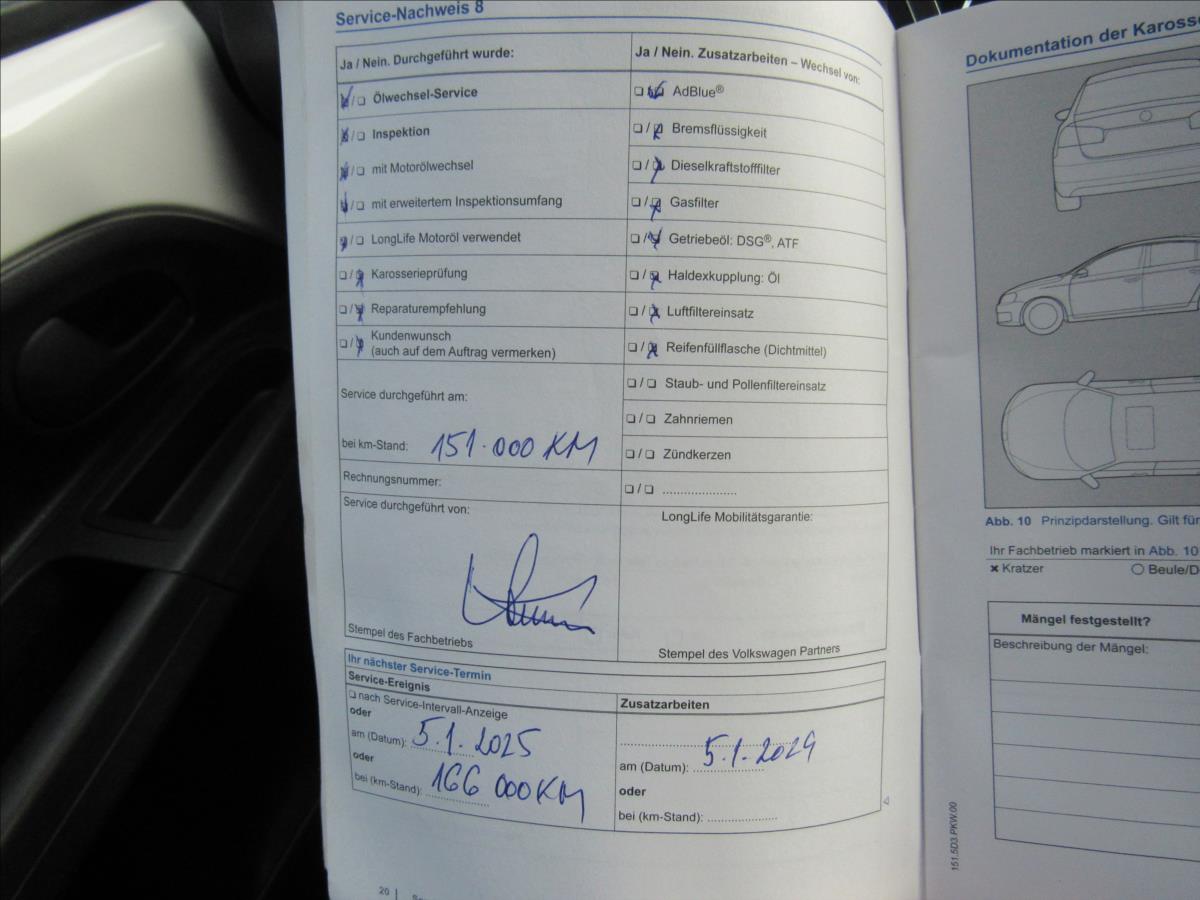 Service-Nachweis 8
Ja / Nein. Durchgeführt wurde:
☑/☐ Ölwechsel-Service
☑/☐ Inspektion
☑/☐ mit Motorölwechsel
☑/☐ mit erweitertem Inspektionsumfang
☑/☐ LongLife Motoröl verwendet
☐/☑ Karosserieprüfung
☐/☑ Reparaturempfehlung
☐/☑ Kundenwunsch
(auch auf dem Auftrag vermerken)
Service durchgeführt am:
bei km-Stand: 151.000 KM
Rechnungsnummer:
Service durchgeführt von:
Stempel des Fachbetriebs
Ja / Nein. Zusatzarbeiten – Wechsel von:
☐/☑ AdBlue®
☐/☑ Bremsflüssigkeit
☐/☑ Dieselkraftstofffilter
☐/☑ Gasfilter
☐/☑ Getriebeöl: DSG®, ATF
☐/☑ Haldexkupplung: Öl
☐/☑ Luftfiltereinsatz
☐/☑ Reifenfüllflasche (Dichtmittel)
☐/☐ Staub- und Pollenfiltereinsatz
☐/☐ Zahnriemen
☐/☐ Zündkerzen
☐/☐ .....................
LongLife Mobilitätsgarantie:
Stempel des Volkswagen Partners
Ihr nächster Service-Termin
Service-Ereignis
☐ nach Service-Intervall-Anzeige
oder
am (Datum): 5.1.2025
oder
bei (km-Stand): 166 000 KM
Zusatzarbeiten
am (Datum): 5.1.2024
oder
bei (km-Stand): ....................
20
Dokumentation der Karosse
Abb. 10 Prinzipdarstellung. Gilt für
Ihr Fachbetrieb markiert in Abb. 10
× Kratzer ○ Beule/D
Mängel festgestellt?
Beschreibung der Mängel:
151.5D3.PKW.00